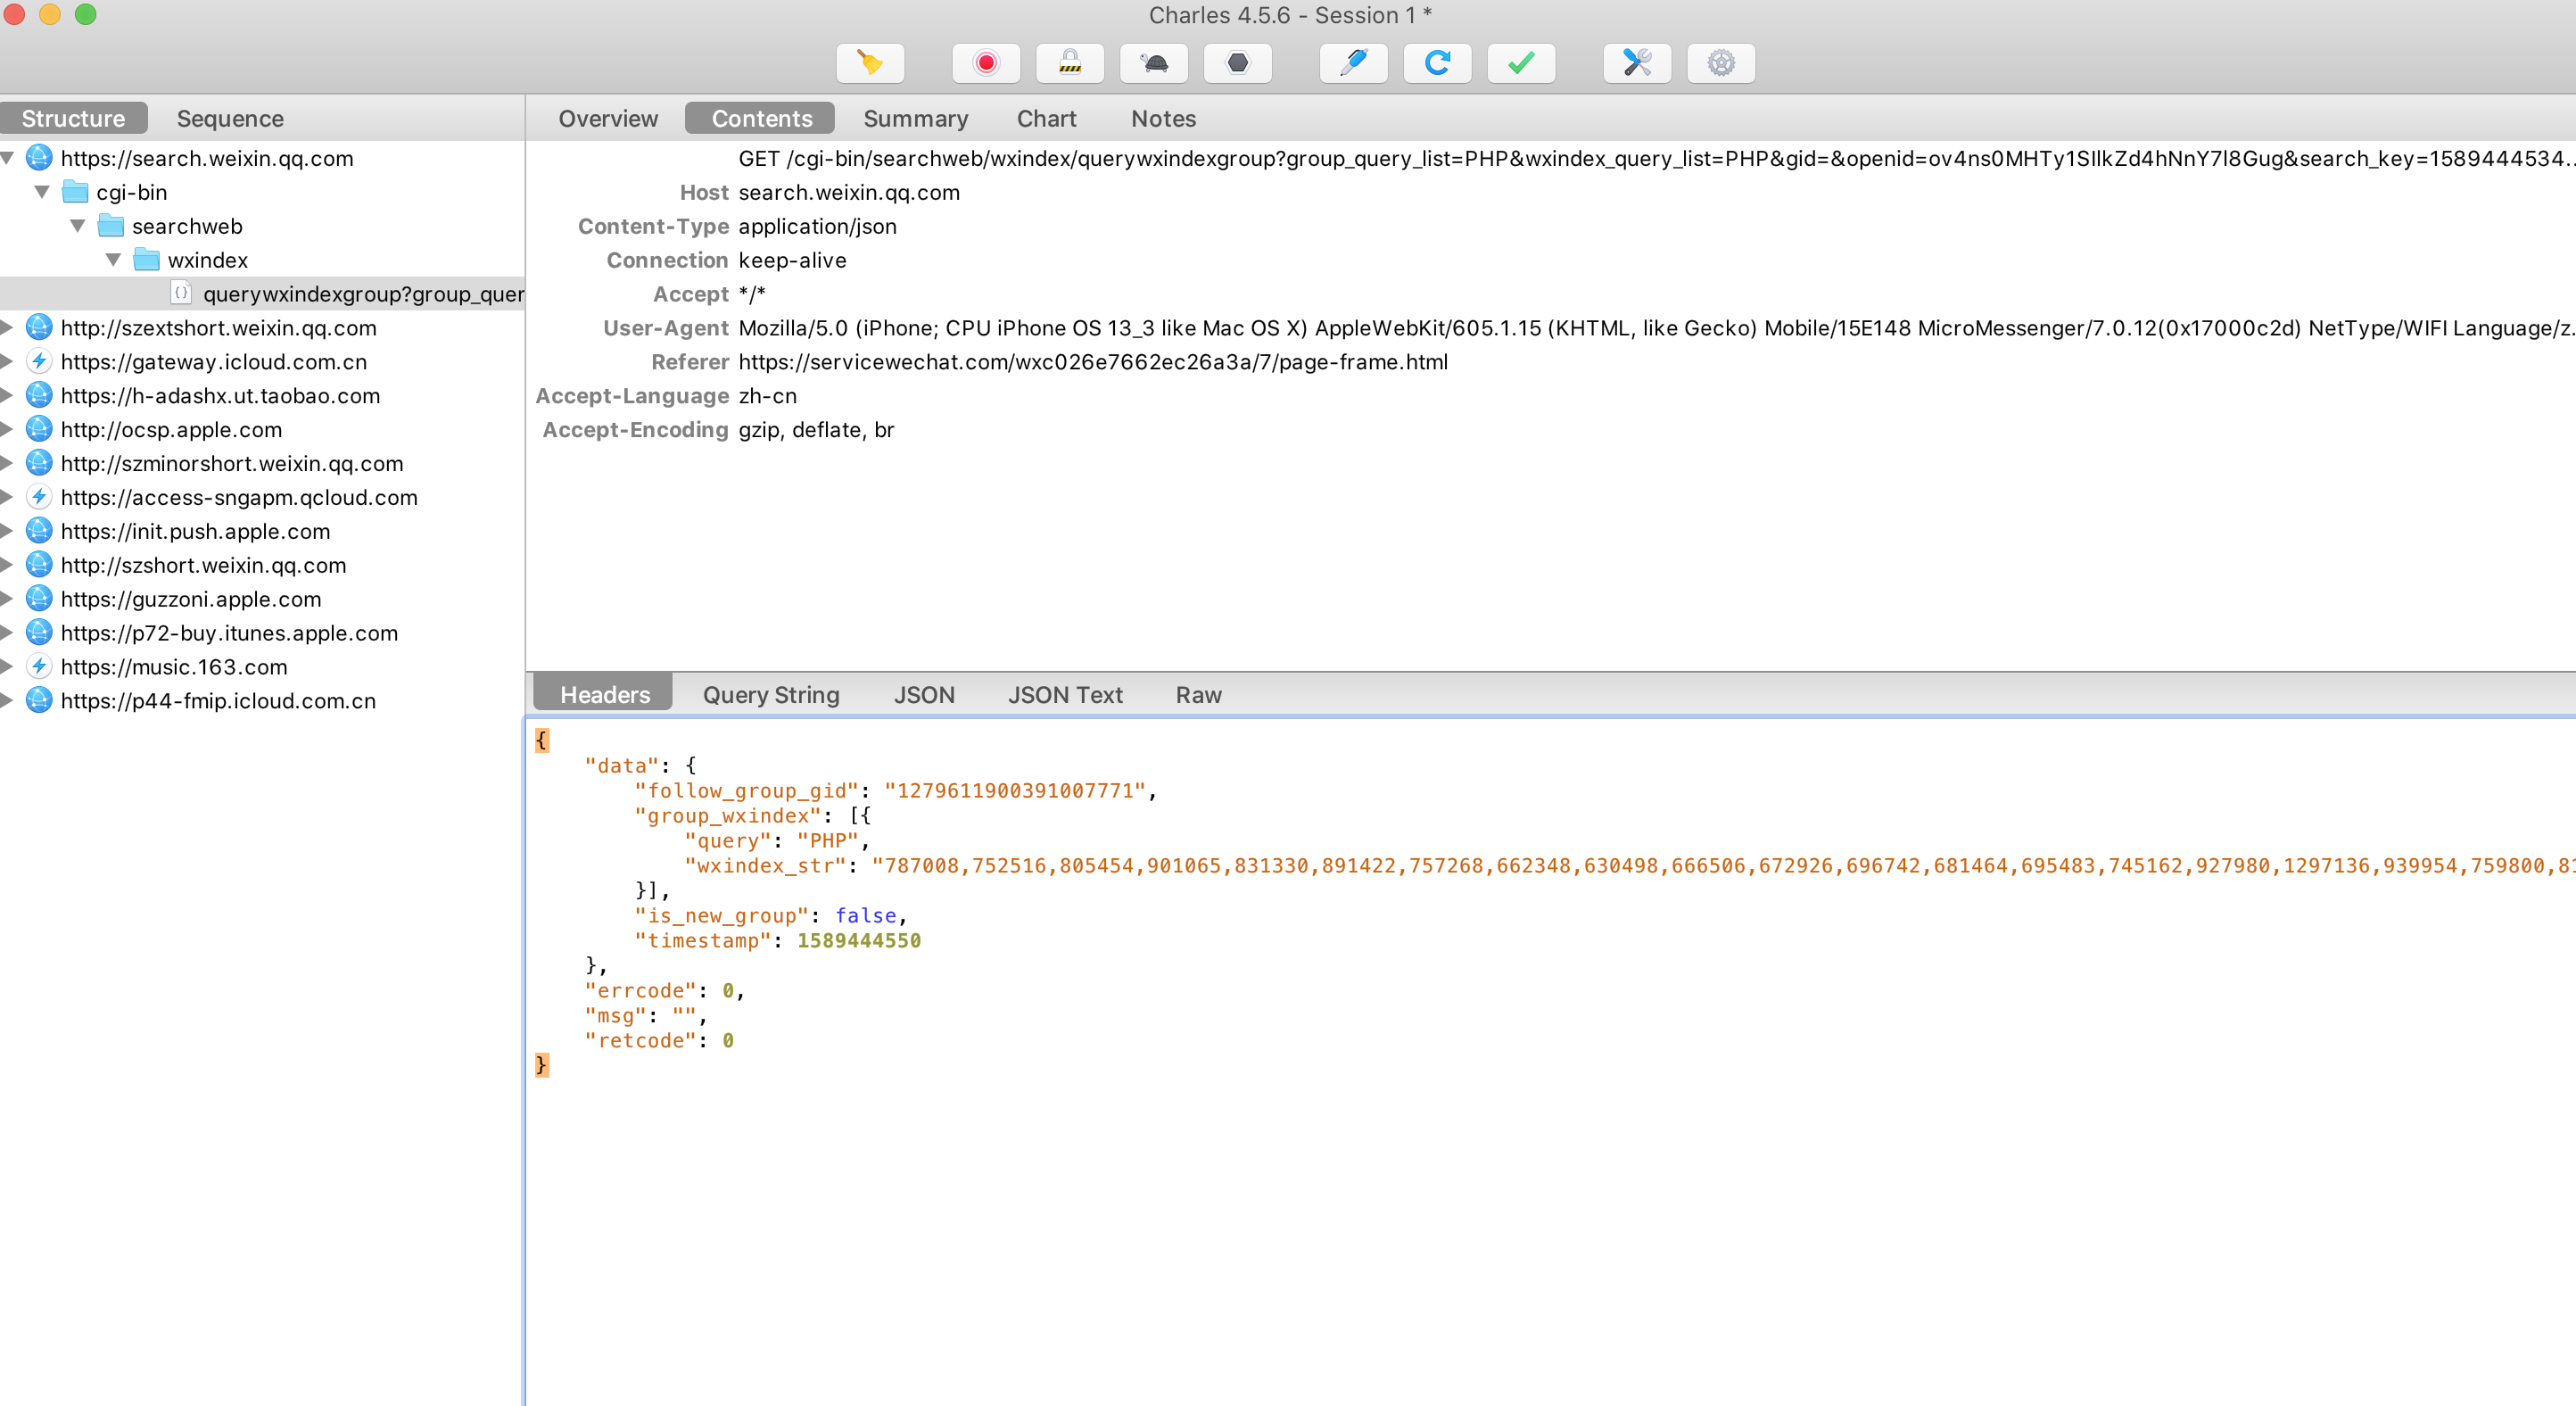 Charles 4.5.6 - Session 1 *
Structure
Sequence
https://search.weixin.qq.com
cgi-bin
searchweb
wxindex
querywxindexgroup?group_quer
http://szextshort.weixin.qq.com
https://gateway.icloud.com.cn
https://h-adashx.ut.taobao.com
http://ocsp.apple.com
http://szminorshort.weixin.qq.com
https://access-sngapm.qcloud.com
https://init.push.apple.com
http://szshort.weixin.qq.com
https://guzzoni.apple.com
https://p72-buy.itunes.apple.com
https://music.163.com
https://p44-fmip.icloud.com.cn
Overview
Contents
Summary
Chart
Notes
GET /cgi-bin/searchweb/wxindex/querywxindexgroup?group_query_list=PHP&wxindex_query_list=PHP&gid=&openid=ov4ns0MHTy1SIlkZd4hNnY7l8Gug&search_key=1589444534...
Host search.weixin.qq.com
Content-Type application/json
Connection keep-alive
Accept */*
User-Agent Mozilla/5.0 (iPhone; CPU iPhone OS 13_3 like Mac OS X) AppleWebKit/605.1.15 (KHTML, like Gecko) Mobile/15E148 MicroMessenger/7.0.12(0x17000c2d) NetType/WIFI Language/z...
Referer https://servicewechat.com/wxc026e7662ec26a3a/7/page-frame.html
Accept-Language zh-cn
Accept-Encoding gzip, deflate, br
Headers
Query String
JSON
JSON Text
Raw
{
"data": {
"follow_group_gid": "1279611900391007771",
"group_wxindex": [{
"query": "PHP",
"wxindex_str": "787008,752516,805454,901065,831330,891422,757268,662348,630498,666506,672926,696742,681464,695483,745162,927980,1297136,939954,759800,81
}],
"is_new_group": false,
"timestamp": 1589444550
},
"errcode": 0,
"msg": "",
"retcode": 0
}